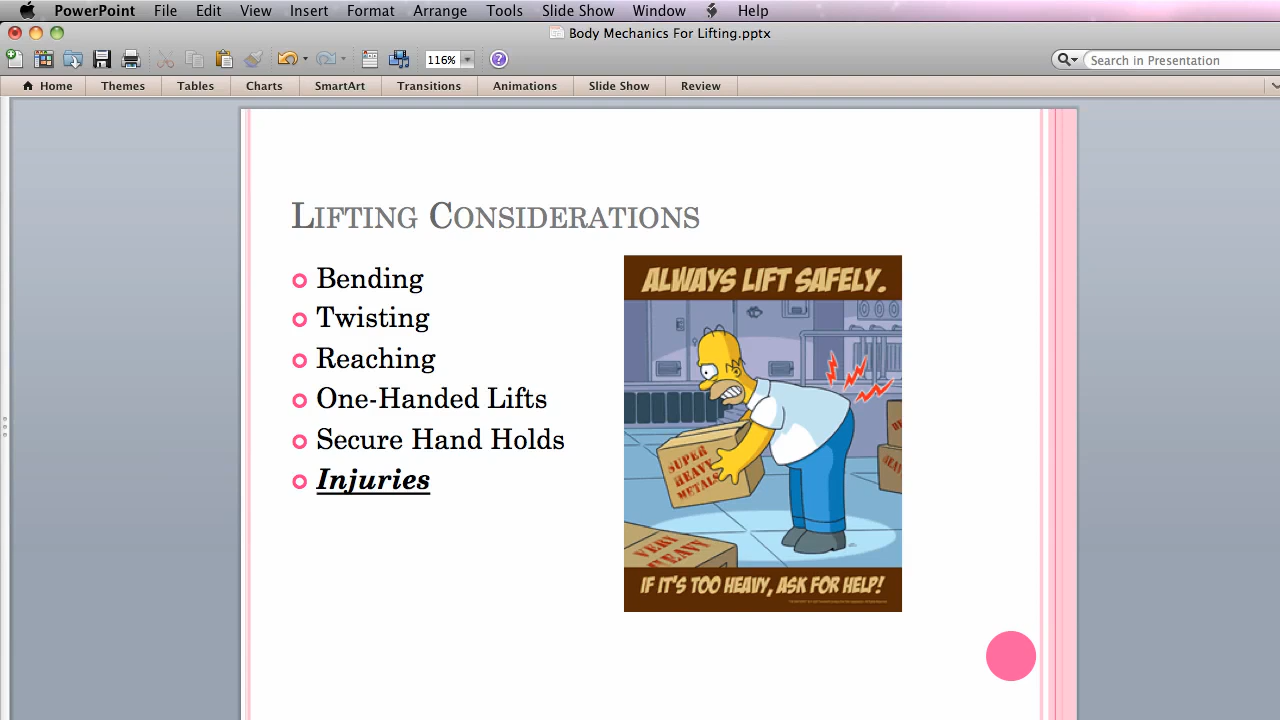 PowerPoint File Edit View Insert Format Arrange Tools Slide Show Window Help
Body Mechanics For Lifting.pptx
116% ? Search in Presentation
Home Themes Tables Charts SmartArt Transitions Animations Slide Show Review
Lifting Considerations
Bending
Twisting
Reaching
One-Handed Lifts
Secure Hand Holds
Injuries
ALWAYS LIFT SAFELY.
SUPER
HEAVY
METALS
VERY
HEAVY
IF IT'S TOO HEAVY, ASK FOR HELP!